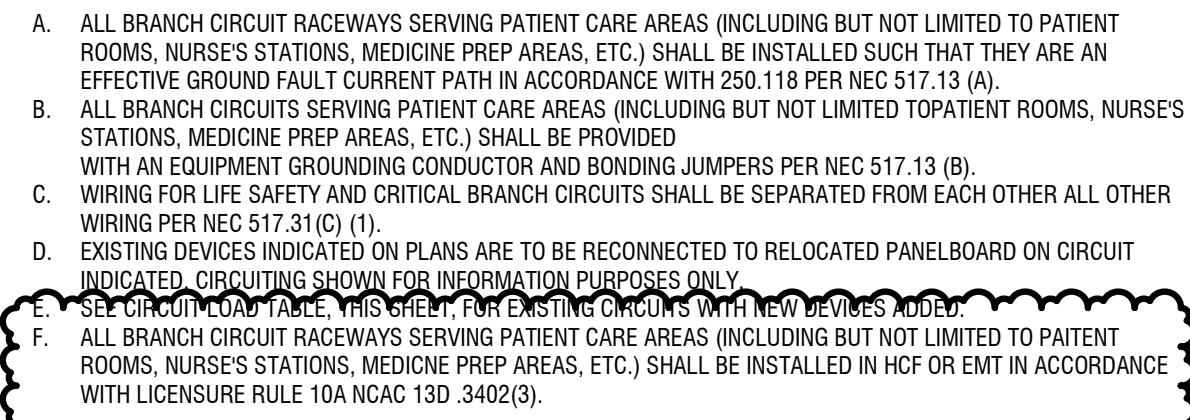 A. ALL BRANCH CIRCUIT RACEWAYS SERVING PATIENT CARE AREAS (INCLUDING BUT NOT LIMITED TO PATIENT
ROOMS, NURSE'S STATIONS, MEDICINE PREP AREAS, ETC.) SHALL BE INSTALLED SUCH THAT THEY ARE AN
EFFECTIVE GROUND FAULT CURRENT PATH IN ACCORDANCE WITH 250.118 PER NEC 517.13 (A).
B. ALL BRANCH CIRCUITS SERVING PATIENT CARE AREAS (INCLUDING BUT NOT LIMITED TOPATIENT ROOMS, NURSE'S
STATIONS, MEDICINE PREP AREAS, ETC.) SHALL BE PROVIDED
WITH AN EQUIPMENT GROUNDING CONDUCTOR AND BONDING JUMPERS PER NEC 517.13 (B).
C. WIRING FOR LIFE SAFETY AND CRITICAL BRANCH CIRCUITS SHALL BE SEPARATED FROM EACH OTHER ALL OTHER
WIRING PER NEC 517.31(C) (1).
D. EXISTING DEVICES INDICATED ON PLANS ARE TO BE RECONNECTED TO RELOCATED PANELBOARD ON CIRCUIT
INDICATED, CIRCUITING SHOWN FOR INFORMATION PURPOSES ONLY.
E. SEE CIRCUIT LOAD TABLE, THIS SHEET, FOR EXISTING CIRCUITS WITH NEW DEVICES ADDED.
F. ALL BRANCH CIRCUIT RACEWAYS SERVING PATIENT CARE AREAS (INCLUDING BUT NOT LIMITED TO PAITENT
ROOMS, NURSE'S STATIONS, MEDICNE PREP AREAS, ETC.) SHALL BE INSTALLED IN HCF OR EMT IN ACCORDANCE
WITH LICENSURE RULE 10A NCAC 13D .3402(3).